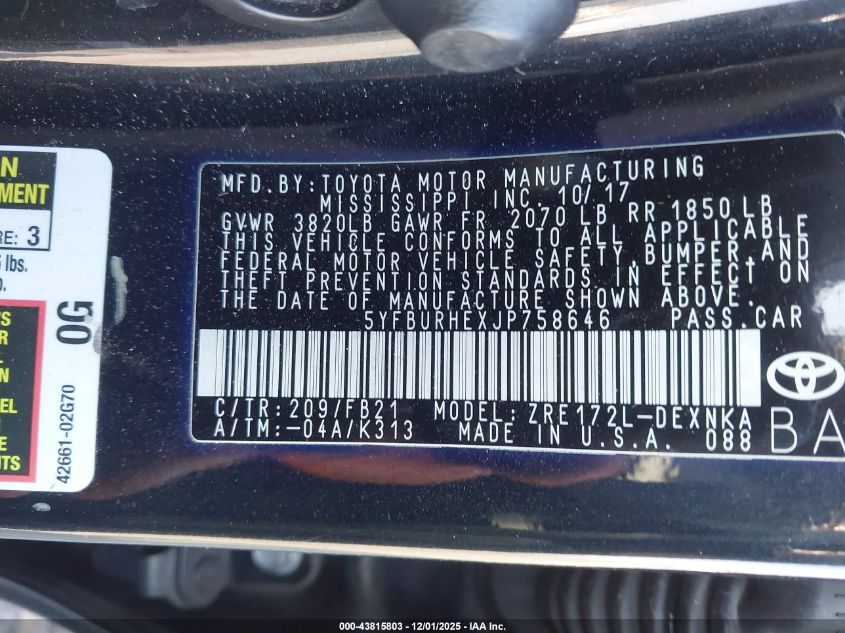 N
MENT
RE: 3
lbs.
0G
42661-02G70
S
R
L
N
EL
TS
MFD.BY:TOYOTA MOTOR MANUFACTURING
MISSISSIPPI INC. 10/17
GVWR 3820LB GAWR FR 2070 LB RR 1850 LB
THIS VEHICLE CONFORMS TO ALL APPLICABLE
FEDERAL MOTOR VEHICLE SAFETY,BUMPER,AND
THEFT PREVENTION STANDARDS IN EFFECT ON
THE DATE OF MANUFACTURE SHOWN ABOVE.
5YFBURHEXJP758646 PASS.CAR
C/TR:209/FB21 MODEL:ZRE172L-DEXNKA
A/TM:-04A/K313 MADE IN U.S.A. 088
BA
000-43815803 - 12/01/2025 - IAA Inc.